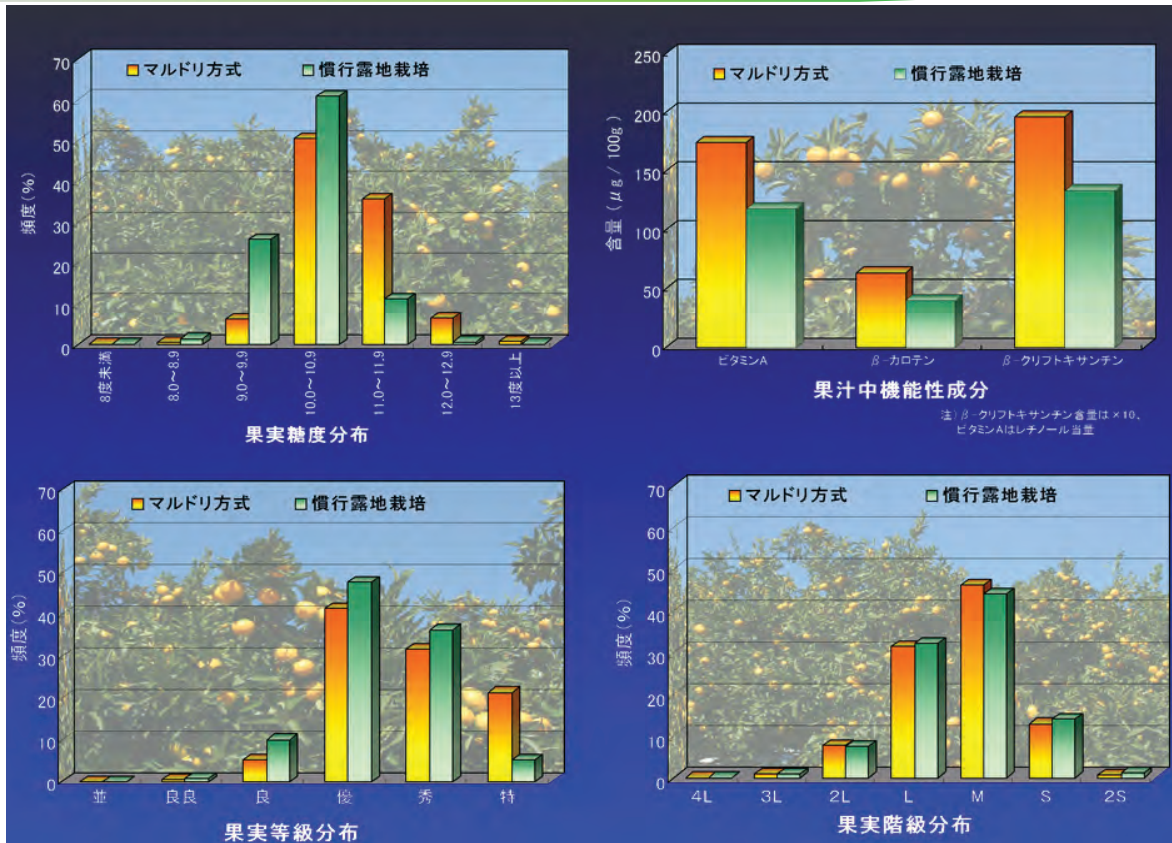 マルドリ方式 慣行露地栽培
頻度(%)
70
60
50
40
30
20
10
0
8度未満 8.0～8.9 9.0～9.9 10.0～10.9 11.0～11.9 12.0～12.9 13度以上
果実糖度分布
マルドリ方式 慣行露地栽培
含量(μg/100g)
250
200
150
100
50
0
ビタミンA β-カロテン β-クリフトキサンチン
果汁中機能性成分
注)β-クリフトキサンチン含量は×10、
ビタミンAはレチノール当量
マルドリ方式 慣行露地栽培
頻度(%)
70
60
50
40
30
20
10
0
並 良良 良 優 秀 特
果実等級分布
マルドリ方式 慣行露地栽培
頻度(%)
70
60
50
40
30
20
10
0
4L 3L 2L L M S 2S
果実階級分布